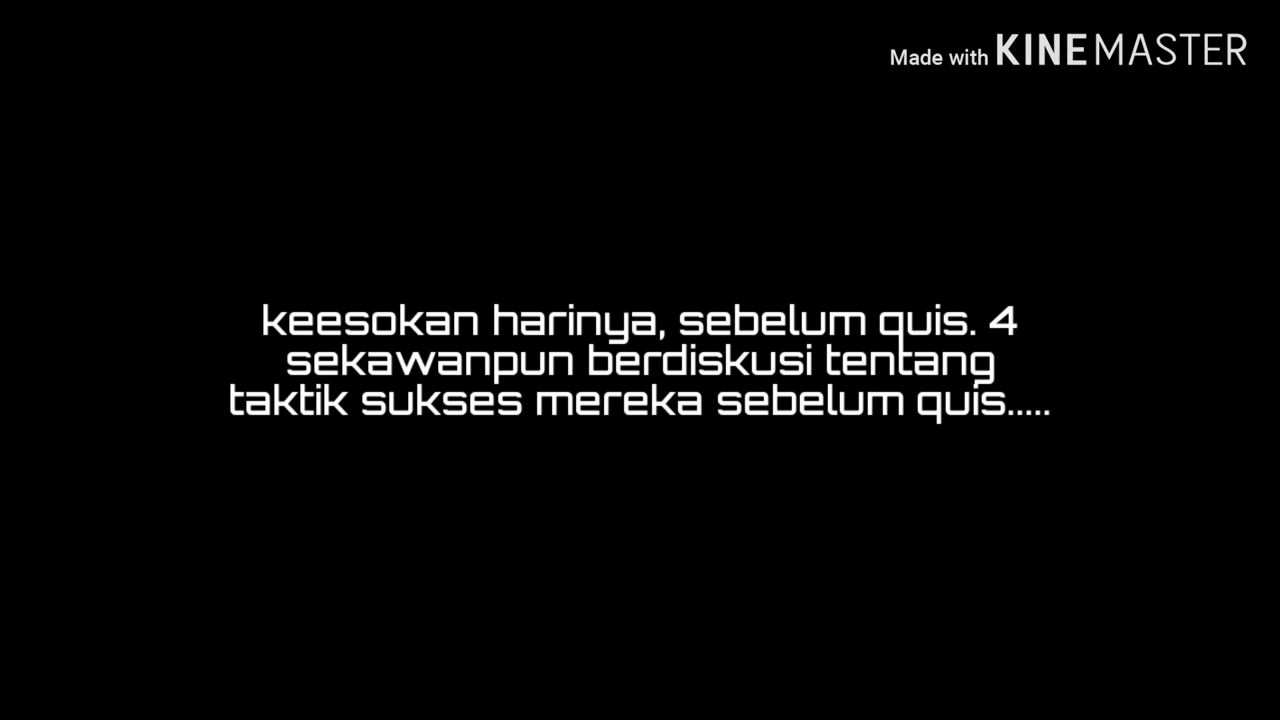 Made with KINEMASTER
keesokan harinya, sebelum quis. 4
sekawanpun berdiskusi tentang
taktik sukses mereka sebelum quis.....